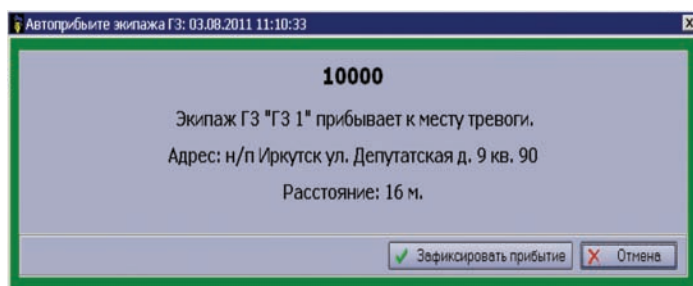 Автоприбытие экипажа ГЗ: 03.08.2011 11:10:33
10000
Экипаж ГЗ "ГЗ 1" прибывает к месту тревоги.
Адрес: н/п Иркутск ул. Депутатская д. 9 кв. 90
Расстояние: 16 м.
Зафиксировать прибытие Отмена